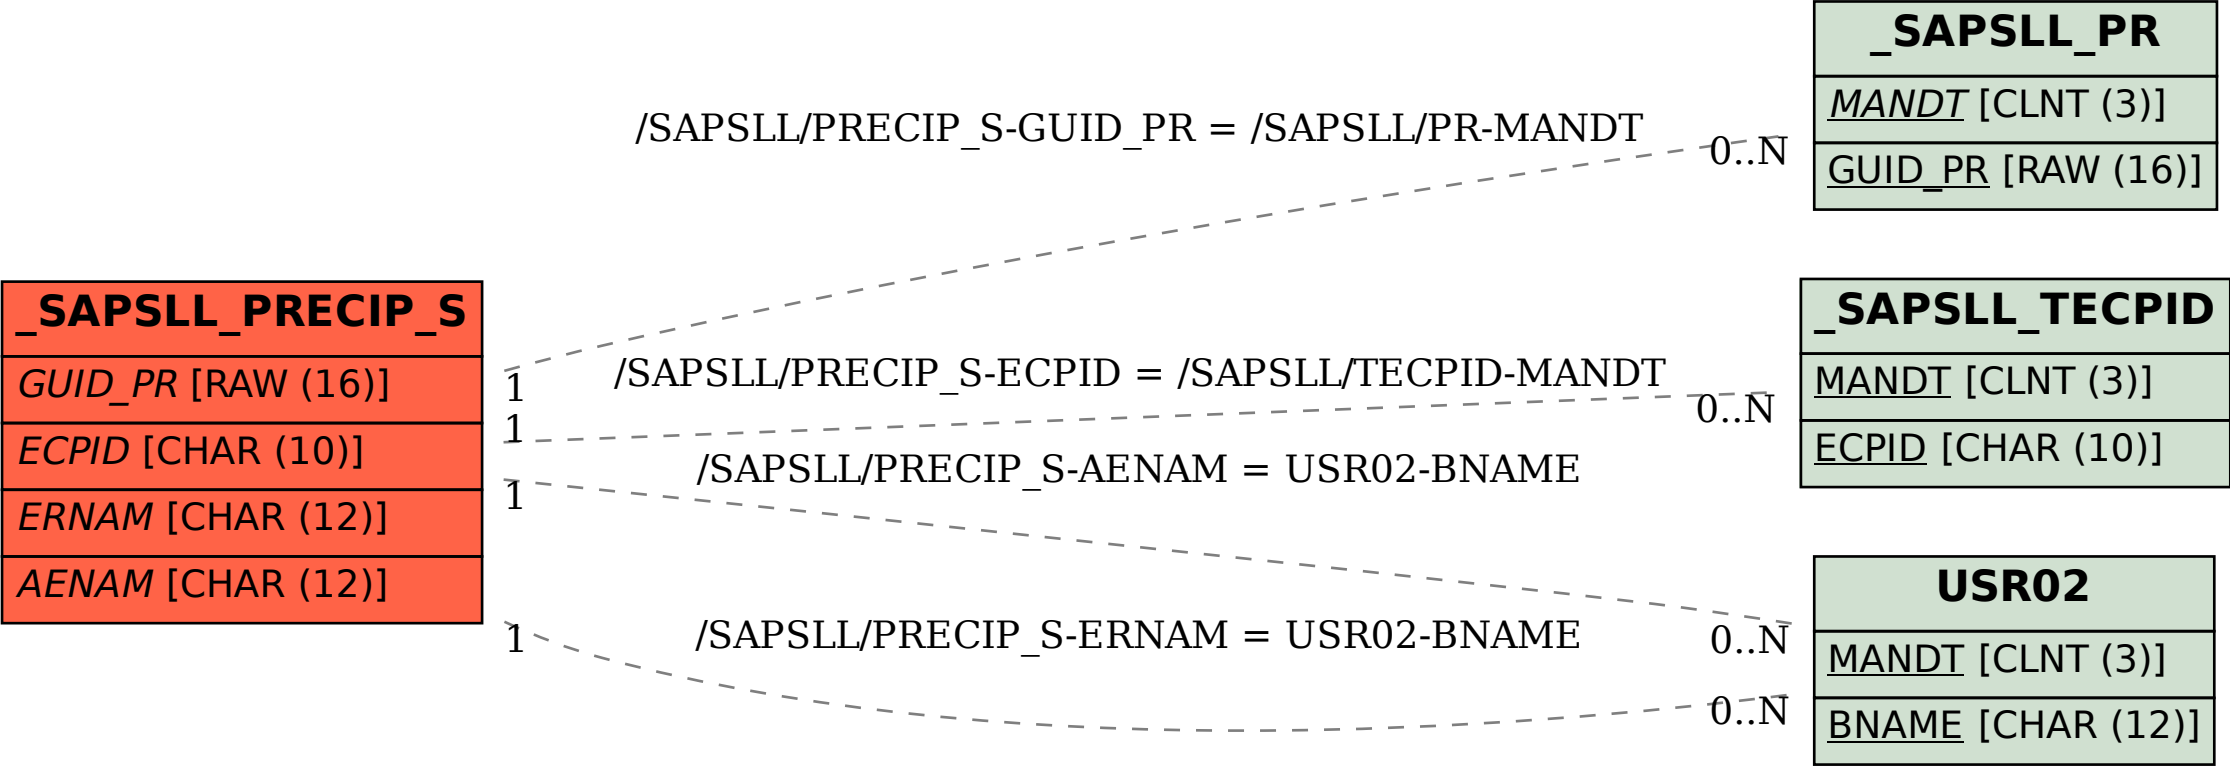 _SAPSLL_PR
MANDT [CLNT (3)]
GUID_PR [RAW (16)]
/SAPSLL/PRECIP_S-GUID_PR = /SAPSLL/PR-MANDT
0..N
_SAPSLL_PRECIP_S
GUID_PR [RAW (16)]
ECPID [CHAR (10)]
ERNAM [CHAR (12)]
AENAM [CHAR (12)]
1
/SAPSLL/PRECIP_S-ECPID = /SAPSLL/TECPID-MANDT
1
0..N
_SAPSLL_TECPID
MANDT [CLNT (3)]
ECPID [CHAR (10)]
/SAPSLL/PRECIP_S-AENAM = USR02-BNAME
1
0..N
/SAPSLL/PRECIP_S-ERNAM = USR02-BNAME
1
0..N
USR02
MANDT [CLNT (3)]
BNAME [CHAR (12)]